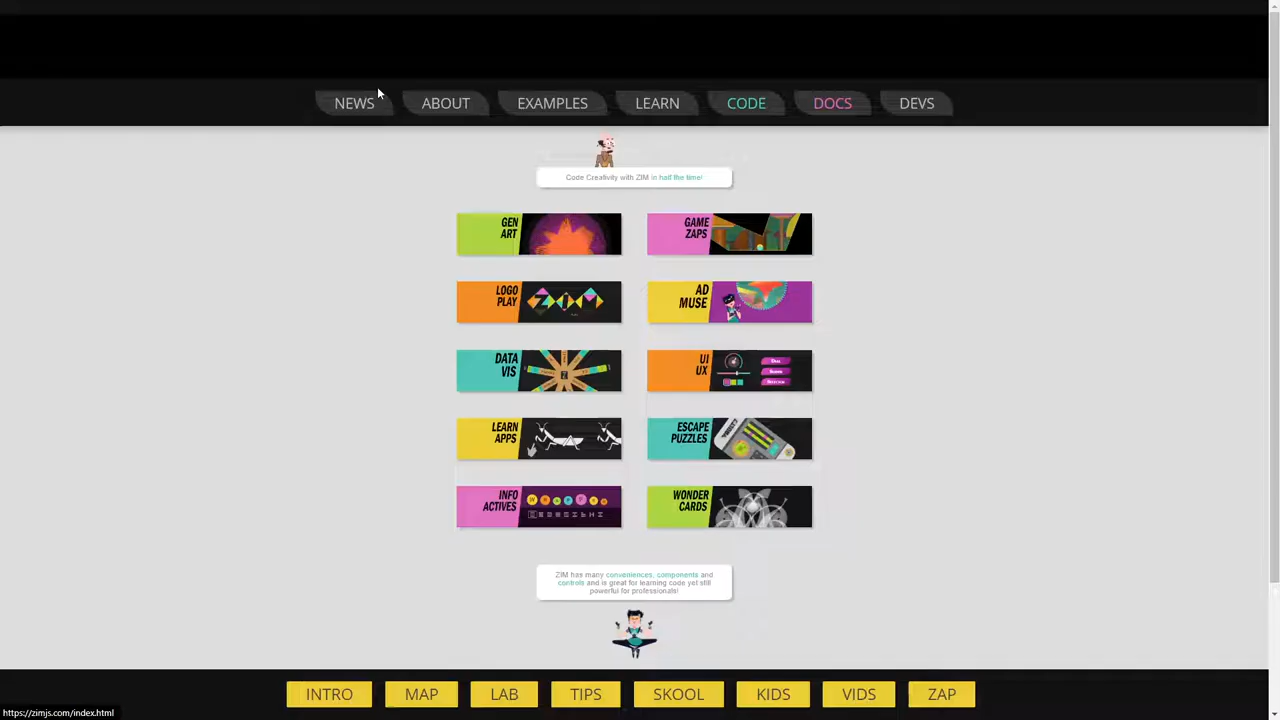 NEWS ABOUT EXAMPLES LEARN CODE DOCS DEVS
Code Creativity with ZIM in half the time!
GEN
ART
GAME
ZAPS
LOGO
PLAY
ZIM
AD
MUSE
DATA
VIS
UI
UX
LEARN
APPS
ESCAPE
PUZZLES
INFO
ACTIVES
WONDER
CARDS
ZIM has many conveniences, components and
controls and is great for learning code yet still
powerful for professionals!
INTRO MAP LAB TIPS SKOOL KIDS VIDS ZAP
https://zimjs.com/index.html